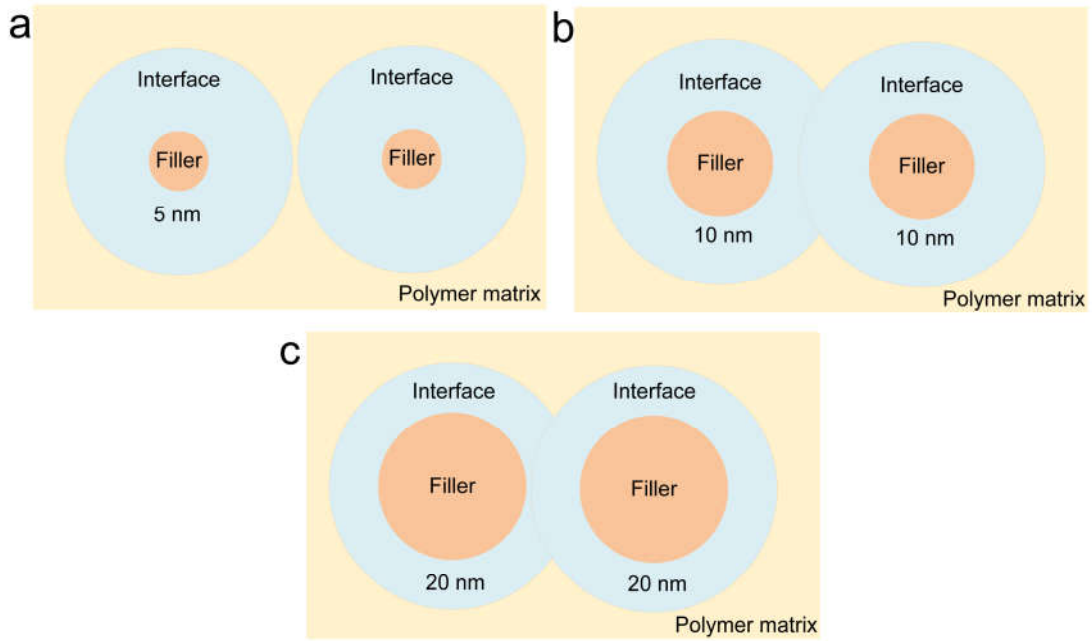 a
Interface
Interface
Filler
Filler
5 nm
Polymer matrix
b
Interface
Interface
Filler
Filler
10 nm
10 nm
Polymer matrix
c
Interface
Interface
Filler
Filler
20 nm
20 nm
Polymer matrix